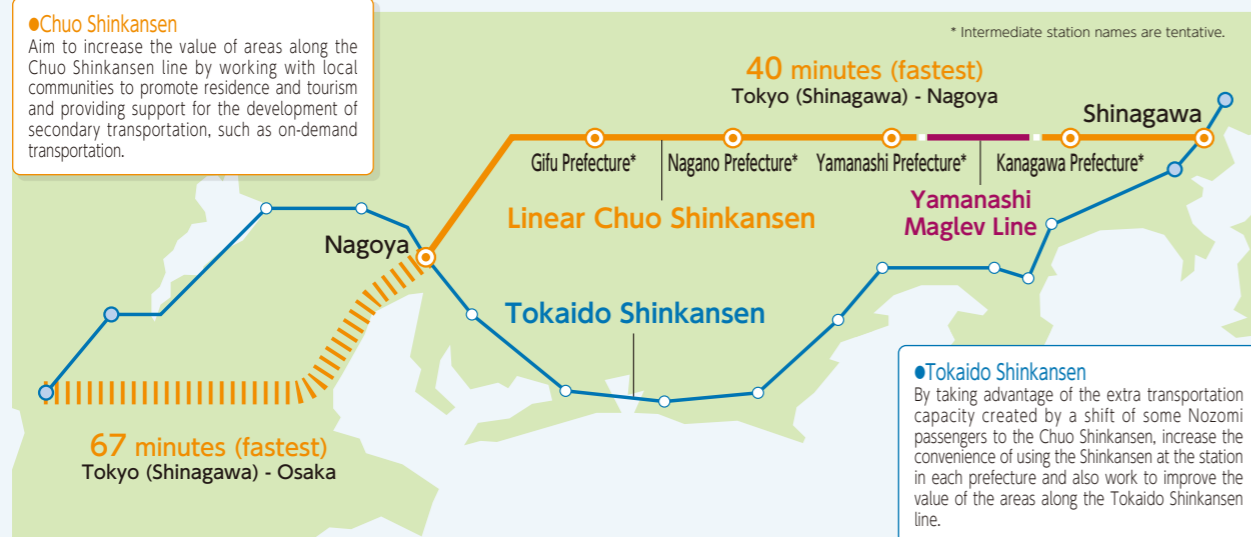 ●Chuo Shinkansen
Aim to increase the value of areas along the
Chuo Shinkansen line by working with local
communities to promote residence and tourism
and providing support for the development of
secondary transportation, such as on-demand
transportation.
* Intermediate station names are tentative.
40 minutes (fastest)
Tokyo (Shinagawa) - Nagoya
Shinagawa
Gifu Prefecture*
Nagano Prefecture*
Yamanashi Prefecture*
Kanagawa Prefecture*
Linear Chuo Shinkansen
Yamanashi
Maglev Line
Nagoya
Tokaido Shinkansen
67 minutes (fastest)
Tokyo (Shinagawa) - Osaka
●Tokaido Shinkansen
By taking advantage of the extra transportation
capacity created by a shift of some Nozomi
passengers to the Chuo Shinkansen, increase the
convenience of using the Shinkansen at the station
in each prefecture and also work to improve the
value of the areas along the Tokaido Shinkansen
line.